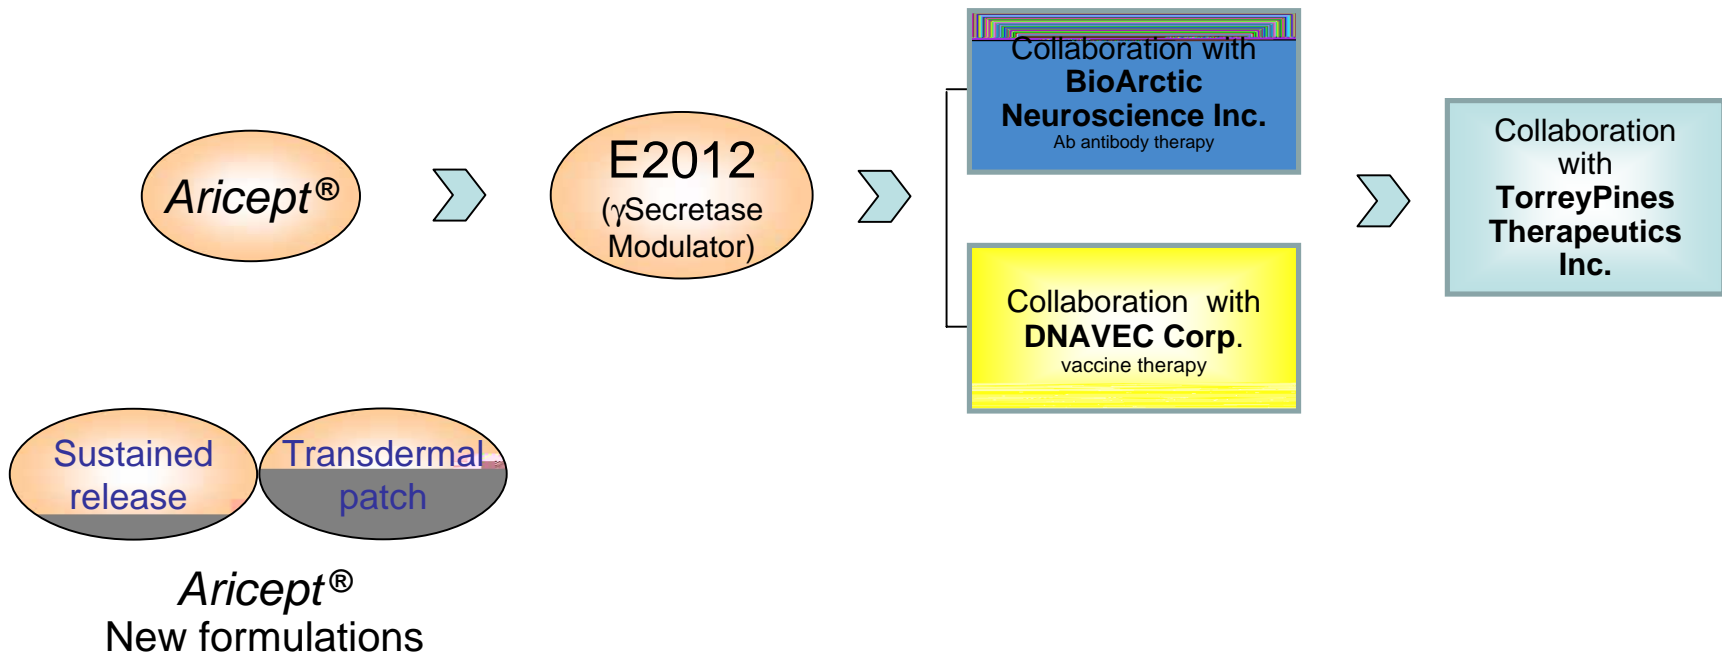 Aricept®
E2012
(γSecretase
Modulator)
Collaboration with
BioArctic
Neuroscience Inc.
Ab antibody therapy
Collaboration with
DNAVEC Corp.
vaccine therapy
Collaboration
with
TorreyPines
Therapeutics
Inc.
Sustained
release
Transdermal
patch
Aricept®
New formulations